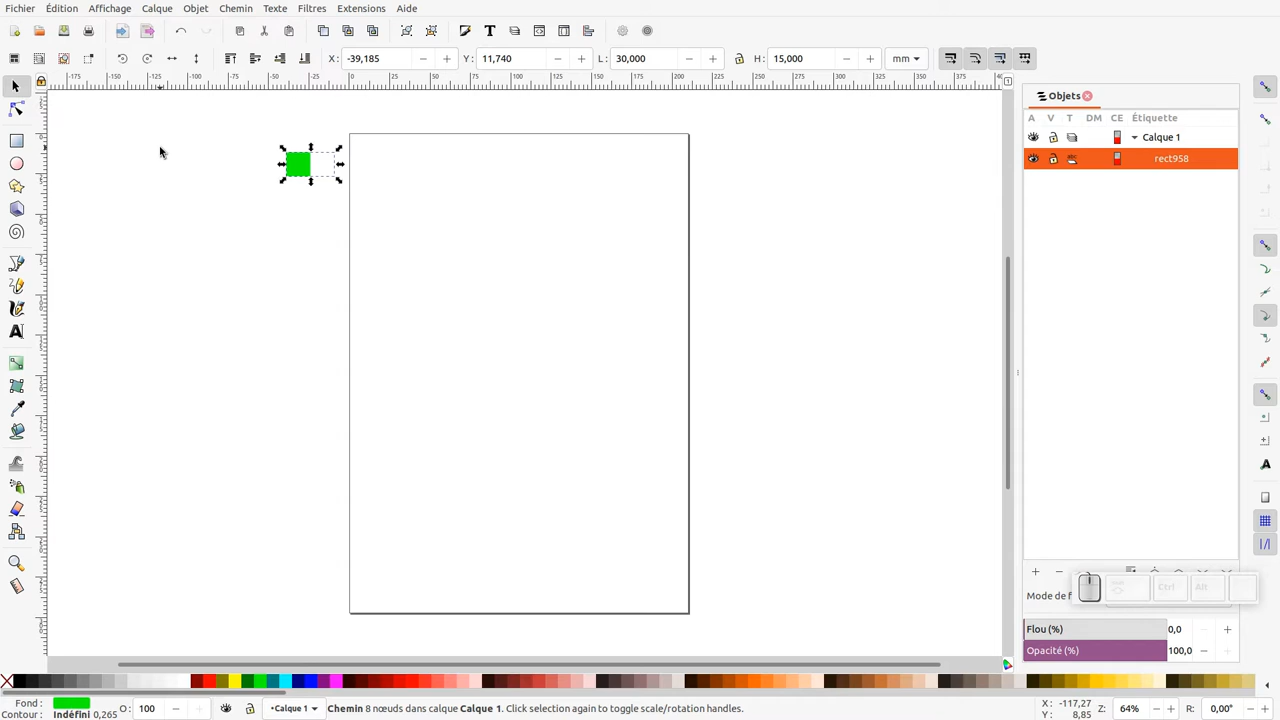 Fichier Édition Affichage Calque Objet Chemin Texte Filtres Extensions Aide
X : -39,185 Y : 11,740 L : 30,000 H : 15,000 mm
Objets
A V T DM CE Étiquette
Calque 1
rect958
Ctrl Alt
Mode de f
Flou (%) 0,0
Opacité (%) 100,0
Fond :
Contour : Indéfini 0,265
O : 100
•Calque 1
Chemin 8 nœuds dans calque Calque 1. Click selection again to toggle scale/rotation handles.
X : -117,27
Y : 8,85
Z : 64%
R : 0,00°